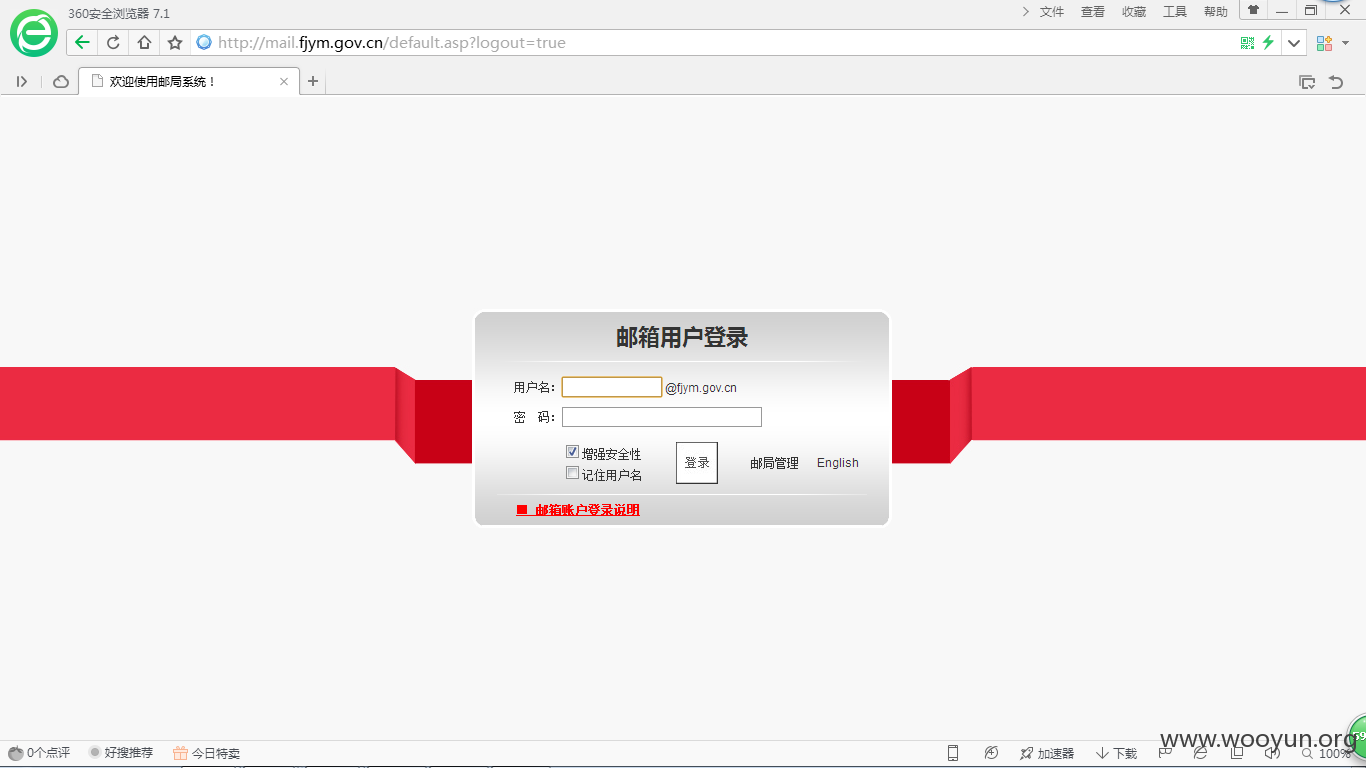 360安全浏览器 7.1
文件 查看 收藏 工具 帮助
http://mail.fjym.gov.cn/default.asp?logout=true
欢迎使用邮局系统！
邮箱用户登录
用户名： @fjym.gov.cn
密 码：
增强安全性
记住用户名
登录
邮局管理 English
邮箱账户登录说明
www.wooyun.org
0个点评 好搜推荐 今日特卖 加速器 下载 100%